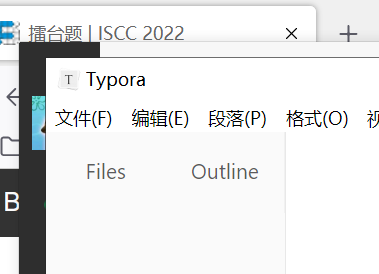 擂台题 | ISCC 2022
T Typora
文件(F) 编辑(E) 段落(P) 格式(O) 视
B
Files Outline